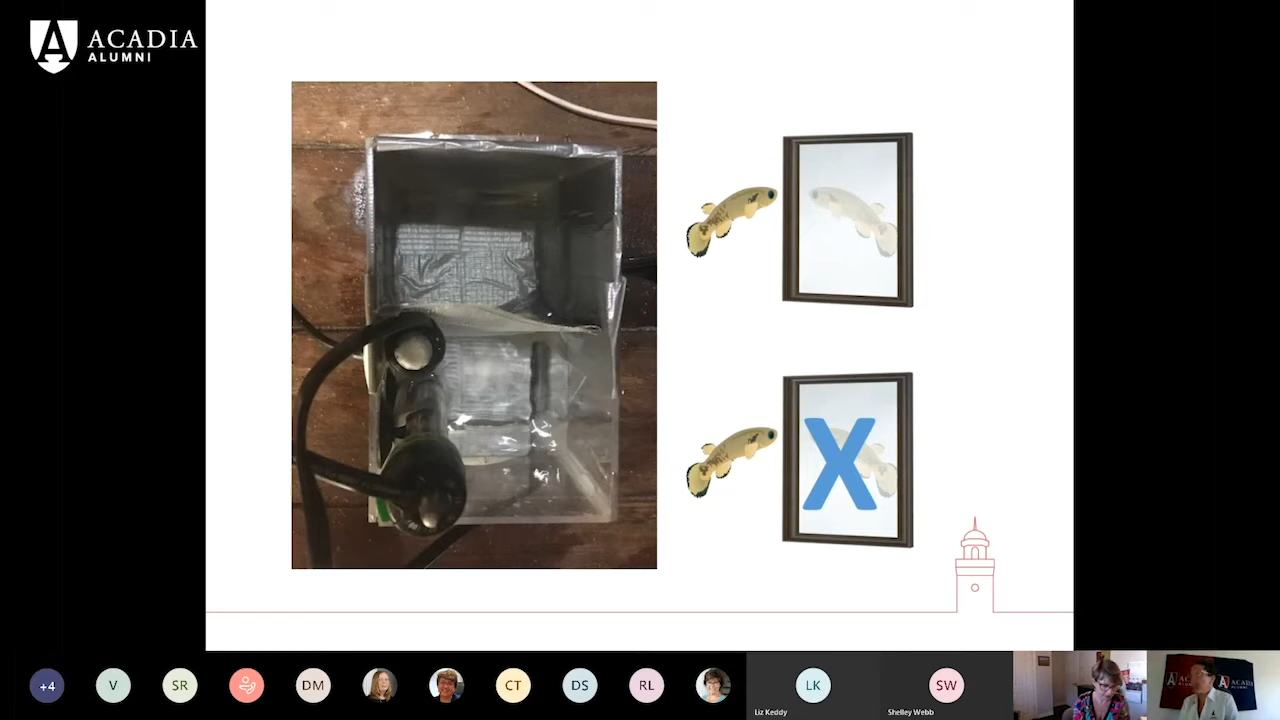 ACADIA
ALUMNI
X
+4
V
SR
DM
CT
DS
RL
LK
Liz Keddy
SW
Shelley Webb